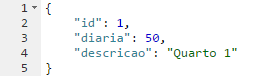 1 {
2 "id": 1,
3 "diaria": 50,
4 "descricao": "Quarto 1"
5 }